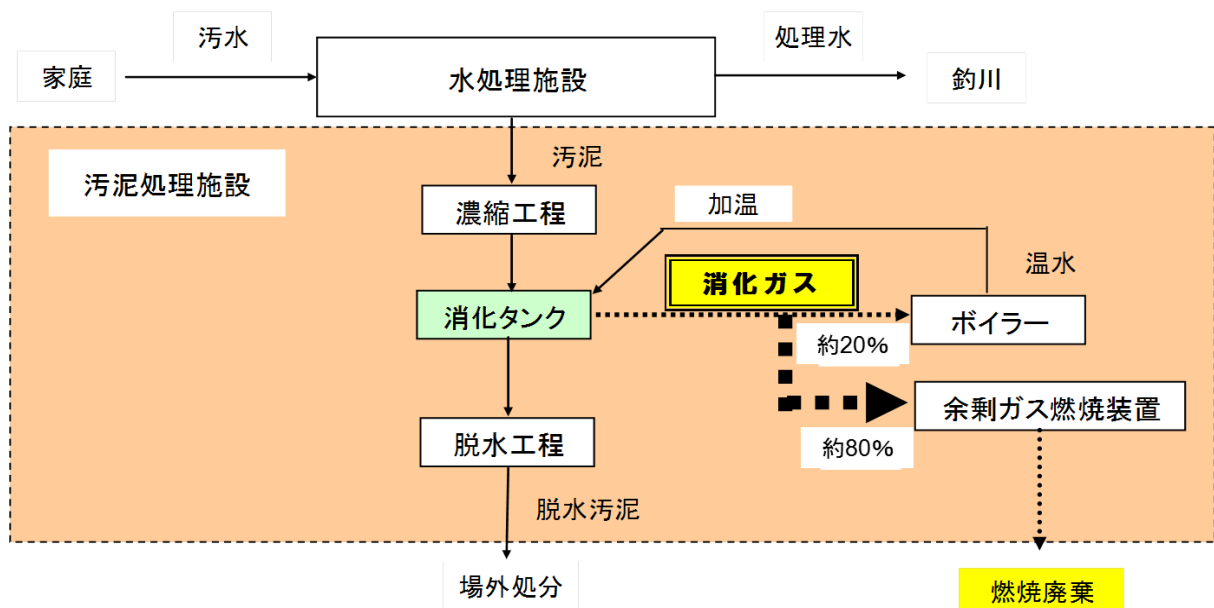 汚水
処理水
家庭
水処理施設
釣川
汚泥
汚泥処理施設
濃縮工程
加温
温水
消化ガス
消化タンク
ボイラー
約20%
余剰ガス燃焼装置
脱水工程
約80%
脱水汚泥
場外処分
燃焼廃棄